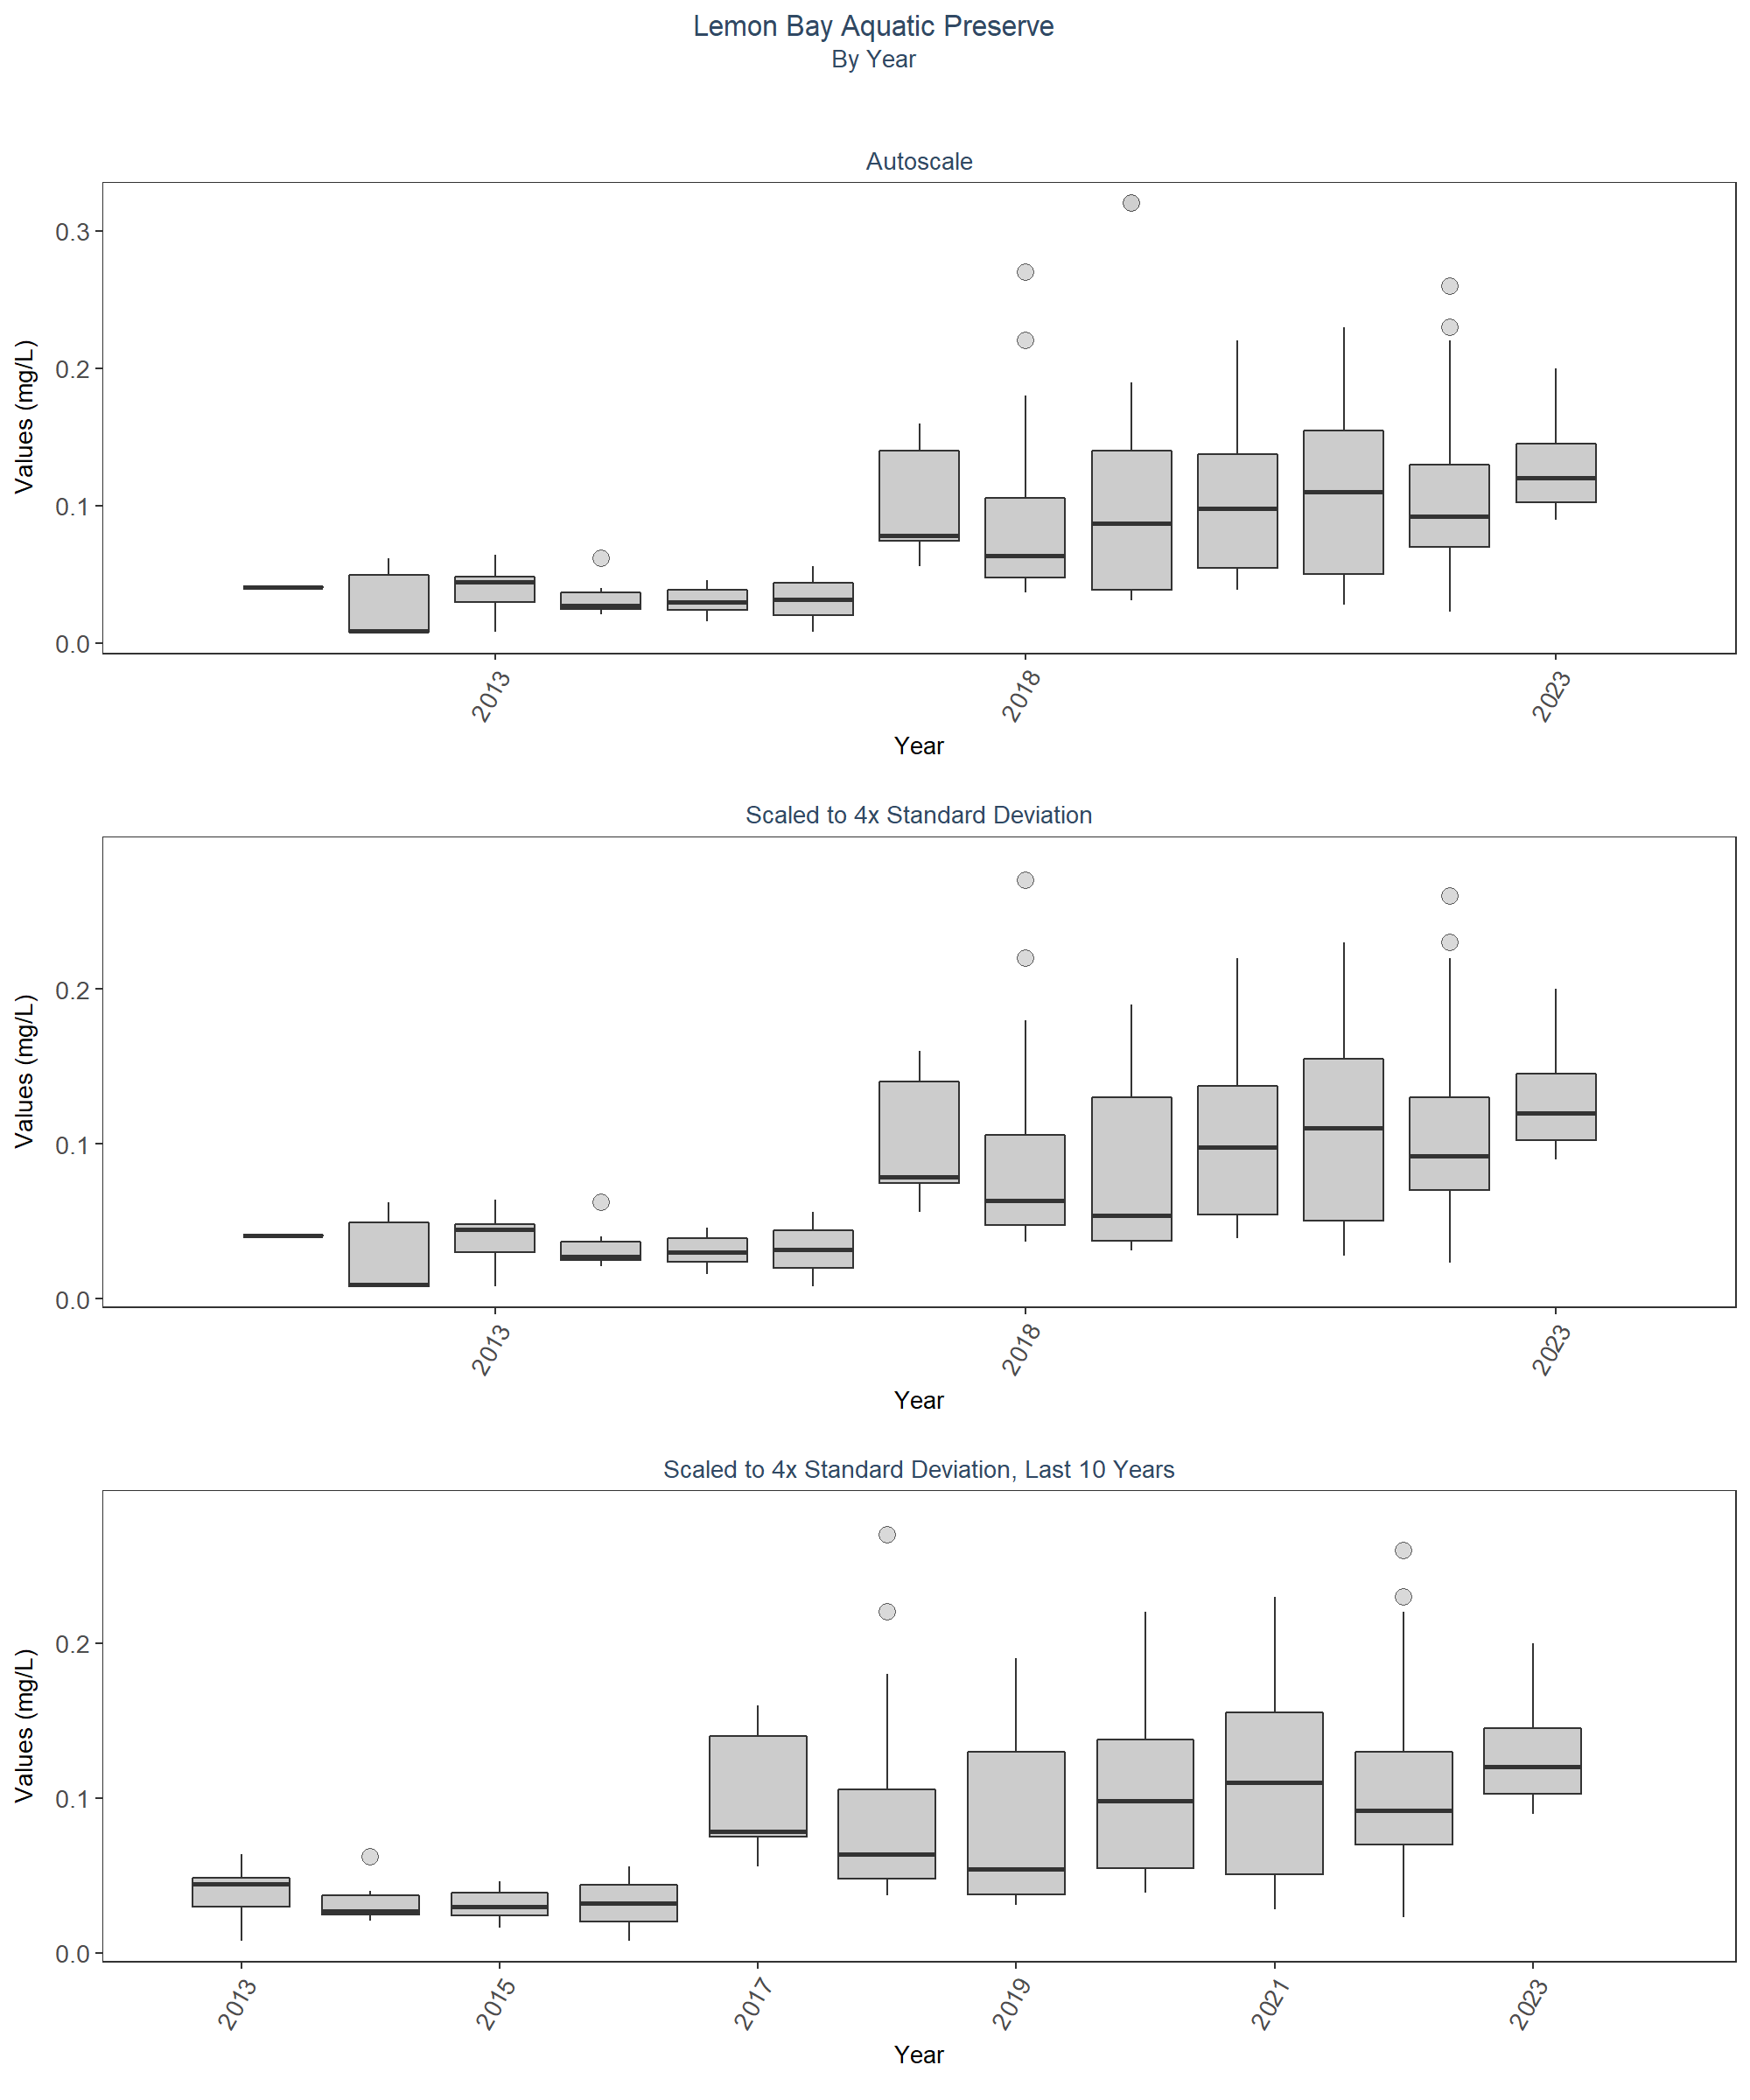 Lemon Bay Aquatic Preserve
By Year
Autoscale
Values (mg/L)
0.3
0.2
0.1
0.0
2013
2018
2023
Year
Scaled to 4x Standard Deviation
Values (mg/L)
0.2
0.1
0.0
2013
2018
2023
Year
Scaled to 4x Standard Deviation, Last 10 Years
Values (mg/L)
0.2
0.1
0.0
2013
2015
2017
2019
2021
2023
Year